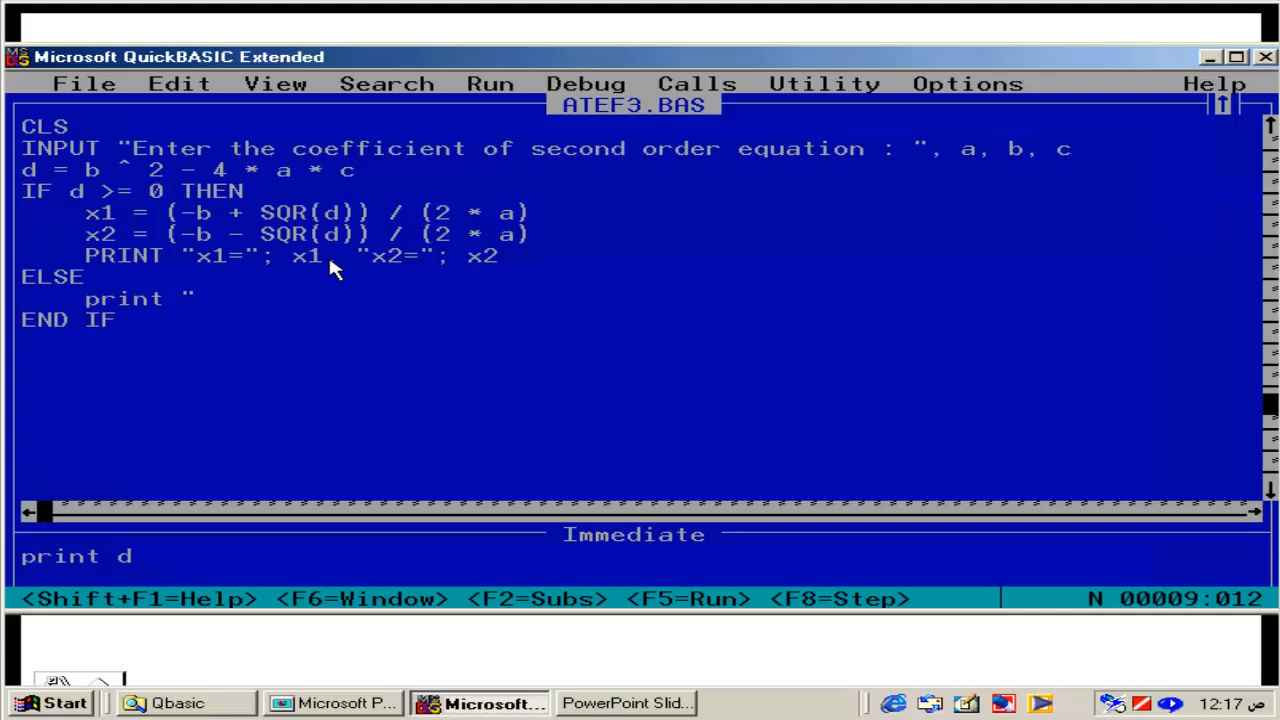 Microsoft QuickBASIC Extended
File Edit View Search Run Debug Calls Utility Options Help
ATEF3.BAS
CLS
INPUT "Enter the coefficient of second order equation : ", a, b, c
d = b ^ 2 - 4 * a * c
IF d >= 0 THEN
x1 = (-b + SQR(d)) / (2 * a)
x2 = (-b - SQR(d)) / (2 * a)
PRINT "x1="; x1, "x2="; x2
ELSE
print "
END IF
Immediate
print d
<Shift+F1=Help> <F6=Window> <F2=Subs> <F5=Run> <F8=Step> N 00009:012
Start Qbasic Microsoft P... Microsoft... PowerPoint Slid... 12:17 ص